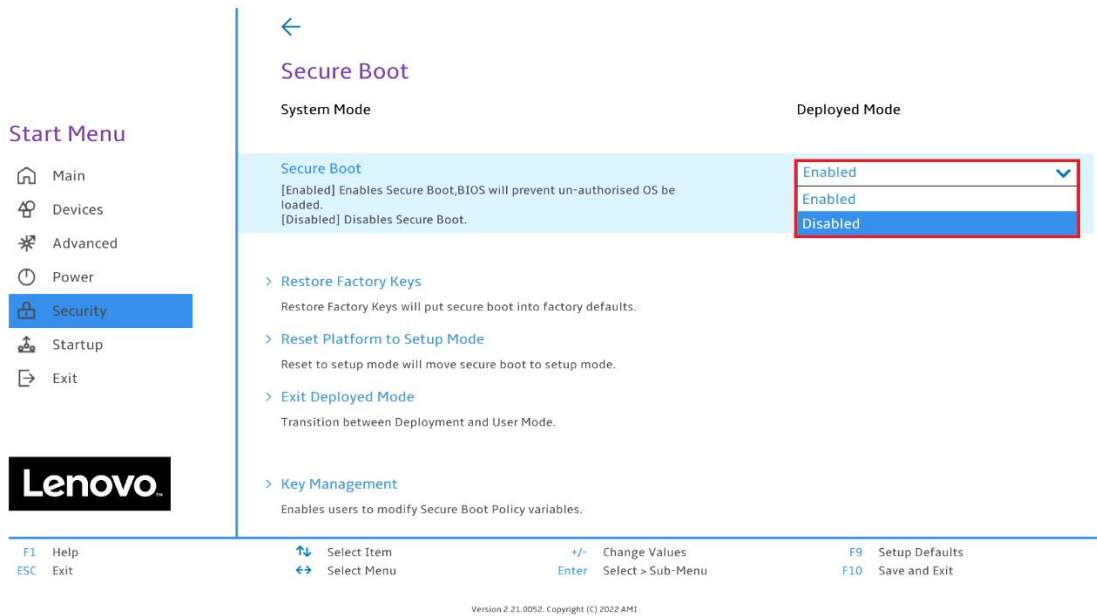 Secure Boot
System Mode
Deployed Mode
Start Menu
Main
Devices
Advanced
Power
Security
Startup
Exit
Secure Boot
[Enabled] Enables Secure Boot,BIOS will prevent un-authorised OS be
loaded.
[Disabled] Disables Secure Boot.
Enabled
Enabled
Disabled
> Restore Factory Keys
Restore Factory Keys will put secure boot into factory defaults.
> Reset Platform to Setup Mode
Reset to setup mode will move secure boot to setup mode.
> Exit Deployed Mode
Transition between Deployment and User Mode.
> Key Management
Enables users to modify Secure Boot Policy variables.
Lenovo™
F1 Help
ESC Exit
↑↓ Select Item
←→ Select Menu
+/- Change Values
Enter Select > Sub-Menu
F9 Setup Defaults
F10 Save and Exit
Version 2.21.0052. Copyright (C) 2022 AMI